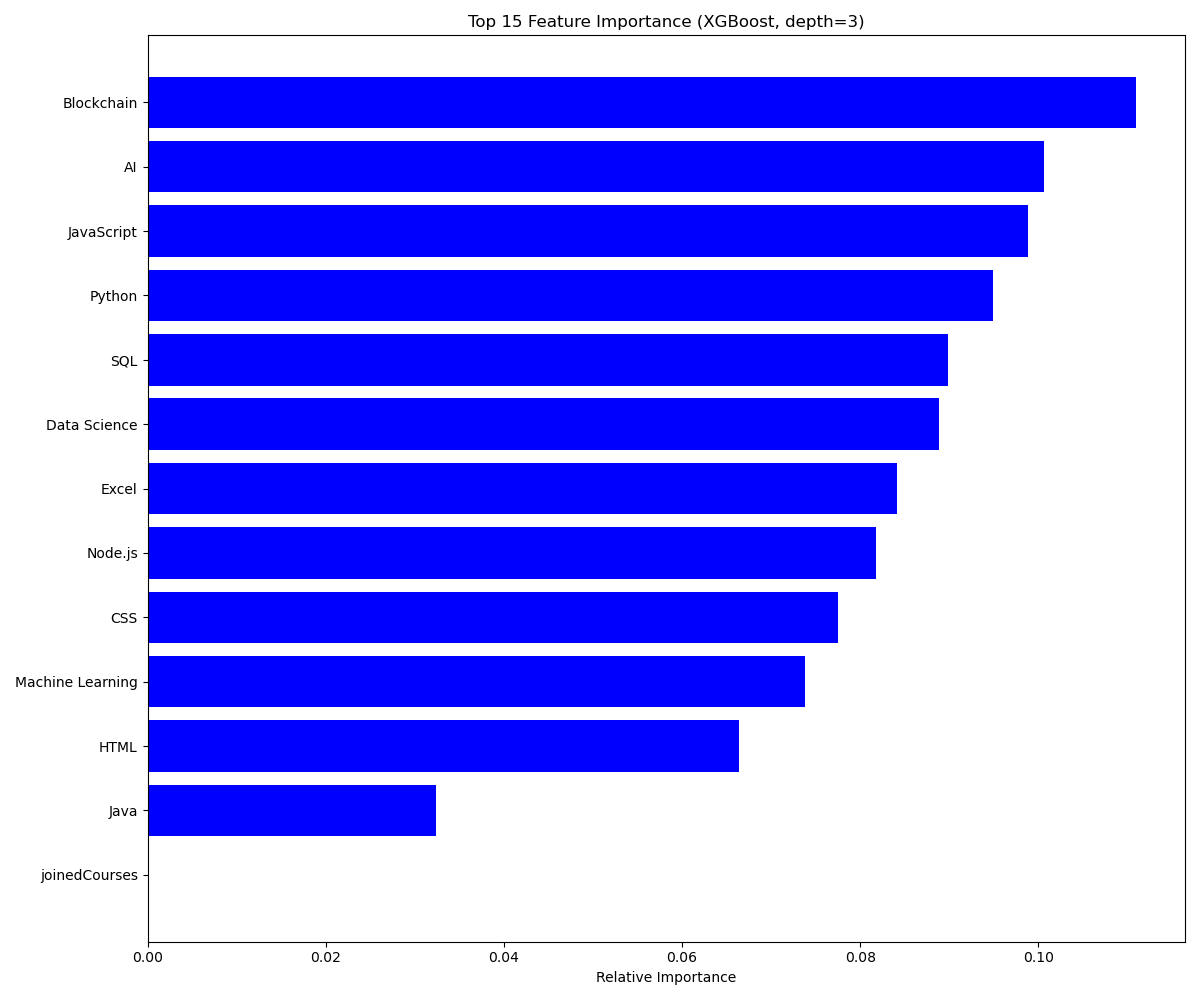 Top 15 Feature Importance (XGBoost, depth=3)
Blockchain
AI
JavaScript
Python
SQL
Data Science
Excel
Node.js
CSS
Machine Learning
HTML
Java
joinedCourses
0.00 0.02 0.04 0.06 0.08 0.10
Relative Importance